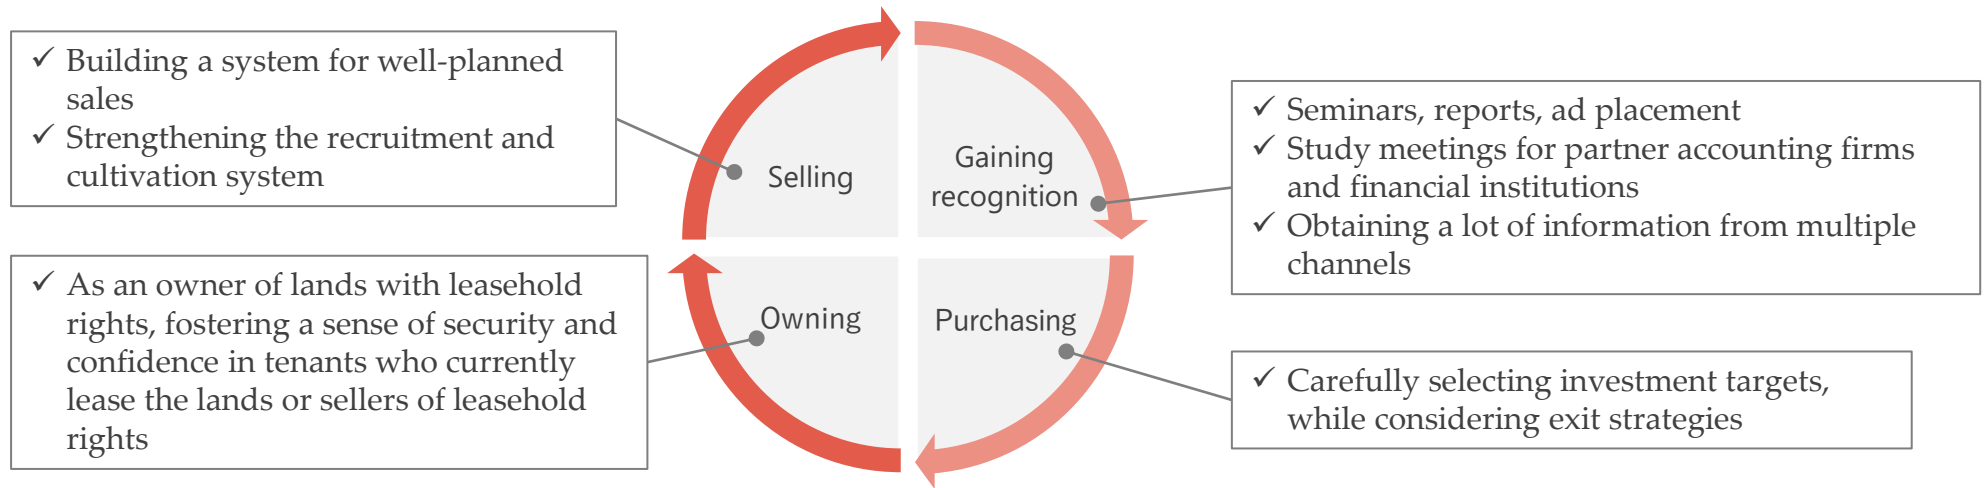 ✓ Building a system for well-planned
sales
✓ Strengthening the recruitment and
cultivation system
✓ As an owner of lands with leasehold
rights, fostering a sense of security and
confidence in tenants who currently
lease the lands or sellers of leasehold
rights
Selling
Gaining
recognition
Owning
Purchasing
✓ Seminars, reports, ad placement
✓ Study meetings for partner accounting firms
and financial institutions
✓ Obtaining a lot of information from multiple
channels
✓ Carefully selecting investment targets,
while considering exit strategies